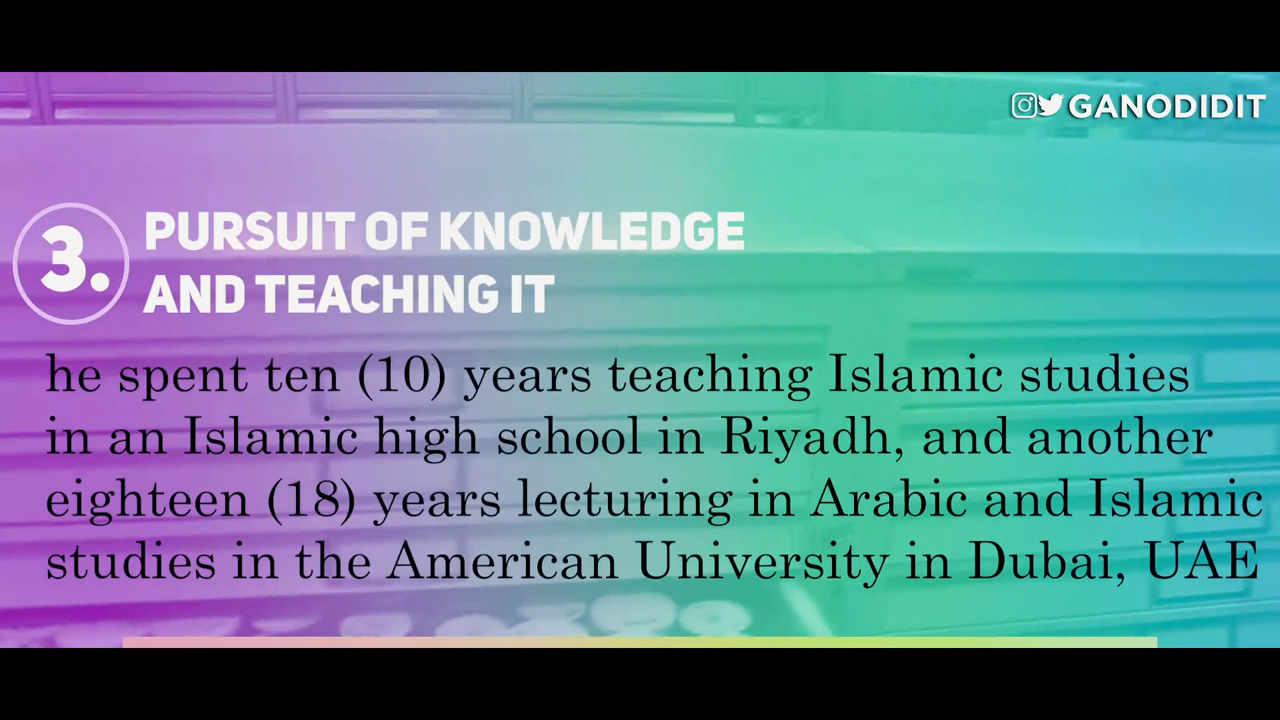 GANODIDIT
3. PURSUIT OF KNOWLEDGE
AND TEACHING IT
he spent ten (10) years teaching Islamic studies
in an Islamic high school in Riyadh, and another
eighteen (18) years lecturing in Arabic and Islamic
studies in the American University in Dubai, UAE